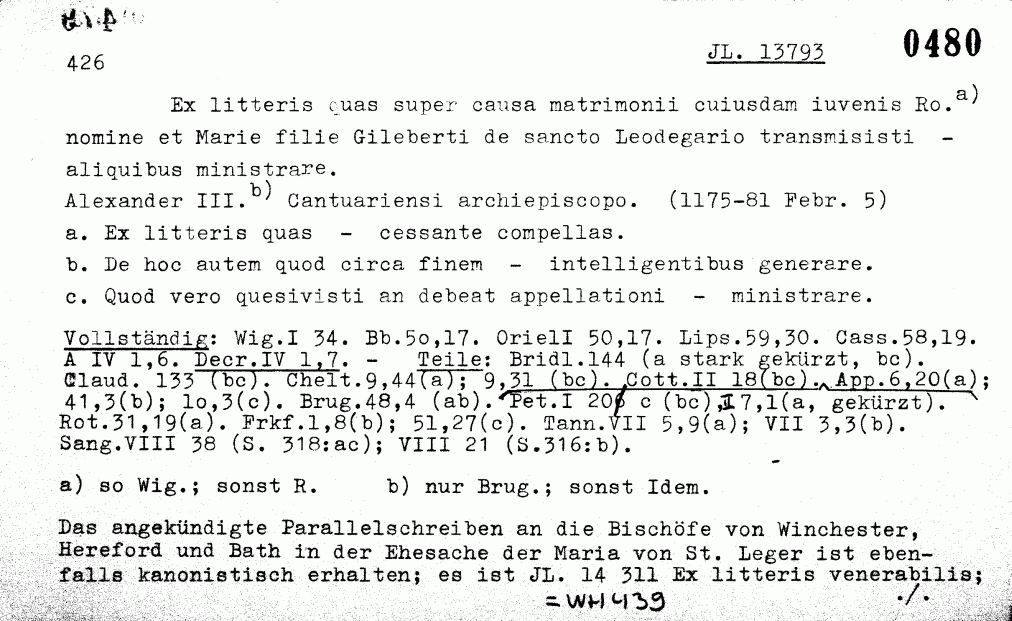 426 JL. 13793 0480
Ex litteris quas super causa matrimonii cuiusdam iuvenis Ro.a)
nomine et Marie filie Gileberti de sancto Leodegario transmisisti –
aliquibus ministrare.
Alexander III.b) Cantuariensi archiepiscopo. (1175-81 Febr. 5)
a. Ex litteris quas – cessante compellas.
b. De hoc autem quod circa finem – intelligentibus generare.
c. Quod vero quesivisti an debeat appellationi – ministrare.
Vollständig: Wig.I 34. Bb.5o,17. OrielI 50,17. Lips.59,30. Cass.58,19.
A IV 1,6. Decr.IV 1,7. – Teile: Bridl.144 (a stark gekürzt, bc).
Claud. 133 (bc). Chelt.9,44(a); 9,31 (bc). Cott.II 18(bc). App.6,20(a);
41,3(b); 1o,3(c). Brug.48,4 (ab). Pet.I 20 c (bc), I 7,1(a, gekürzt).
Rot.31,19(a). Frkf.1,8(b); 51,27(c). Tann.VII 5,9(a); VII 3,3(b).
Sang.VIII 38 (S. 318:ac); VIII 21 (S.316:b).
a) so Wig.; sonst R. b) nur Brug.; sonst Idem.
Das angekündigte Parallelschreiben an die Bischöfe von Winchester,
Hereford und Bath in der Ehesache der Maria von St. Leger ist eben-
falls kanonistisch erhalten; es ist JL. 14 311 Ex litteris venerabilis;
= WH 439 ./.